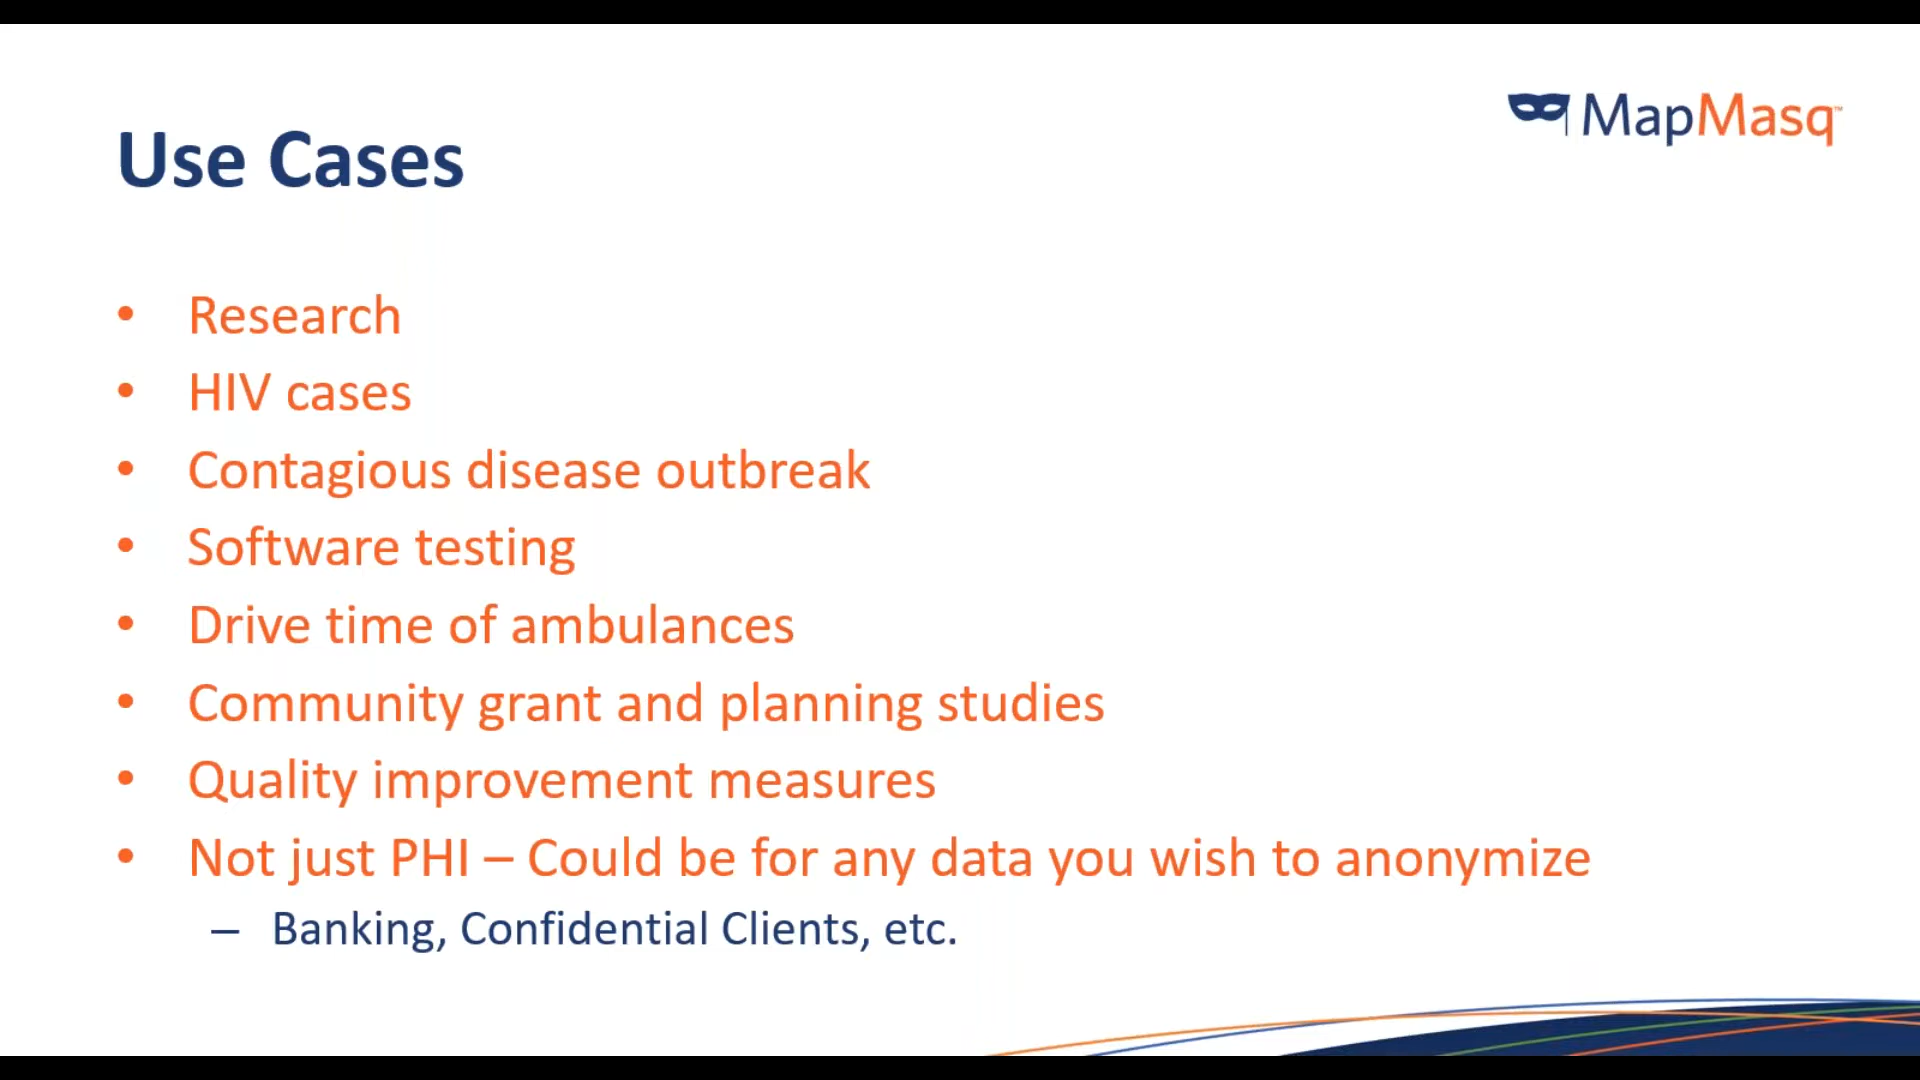 MapMasq™
Use Cases
• Research
• HIV cases
• Contagious disease outbreak
• Software testing
• Drive time of ambulances
• Community grant and planning studies
• Quality improvement measures
• Not just PHI – Could be for any data you wish to anonymize
– Banking, Confidential Clients, etc.